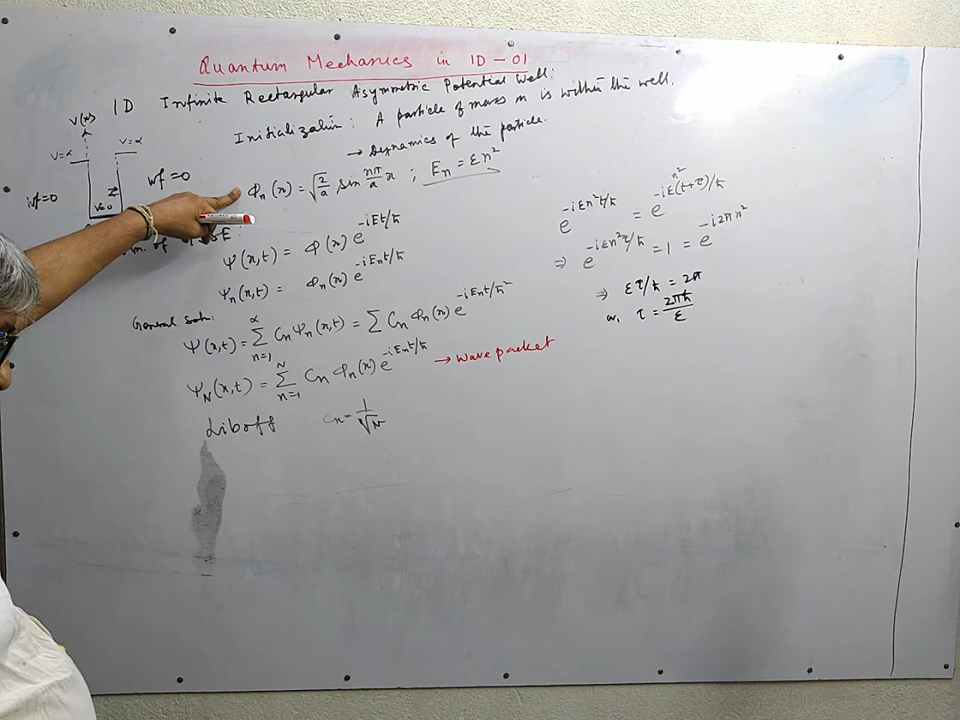 Quantum Mechanics in 1D - 01
1D Infinite Rectangular Asymmetric Potential Well:
Initialization: A particle of mass m is within the well.
→ Dynamics of the particle.
V(x)
V=∝ V=∝
wf=0 wf=0
V=0
Φn(x) = √(2/a) sin (nπ/a) x ; En = εn²
Ψ(x,t) = Φ(x) e^(-iEt/ħ)
Ψn(x,t) = Φn(x) e^(-iEnt/ħ)
General soln:
Ψ(x,t) = ∑_(n=1)^∝ Cn Ψn(x,t) = ∑ Cn Φn(x) e^(-iEnt/ħ²)
ΨN(x,t) = ∑_(n=1)^N Cn Φn(x) e^(-iEnt/ħ) → wave packet
Liboff Cn = 1/√N
e^(-iεn²t/ħ) = e^(-iε n² (t+τ)/ħ)
⇒ e^(-iεn²τ/ħ) = 1 = e^(-i2πn²)
⇒ ετ/ħ = 2π
or, τ = 2πħ/ε